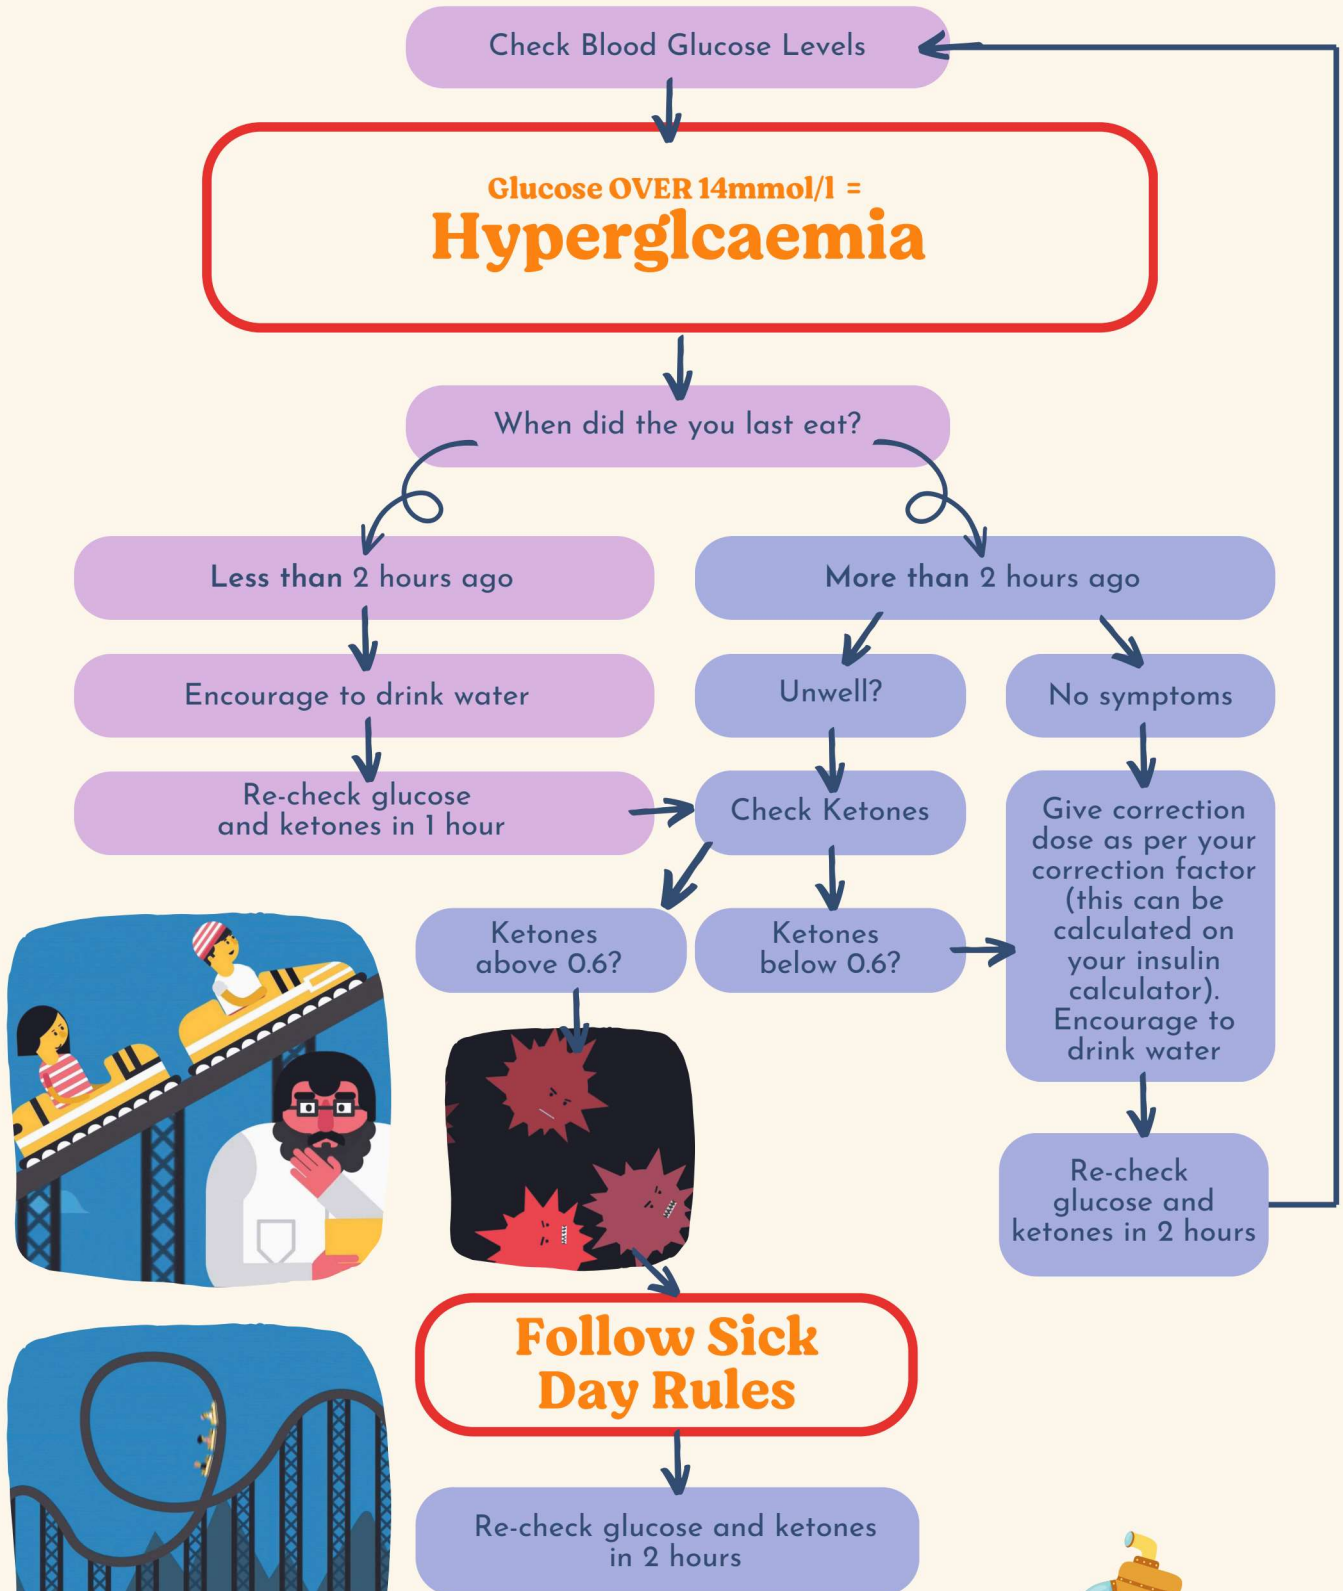 Check Blood Glucose Levels
Glucose OVER 14mmol/l =
Hyperglcaemia
When did the you last eat?
Less than 2 hours ago
More than 2 hours ago
Encourage to drink water
Unwell?
No symptoms
Re-check glucose
and ketones in 1 hour
Check Ketones
Give correction
dose as per your
correction factor
(this can be
calculated on
your insulin
calculator).
Encourage to
drink water
Ketones
above 0.6?
Ketones
below 0.6?
Re-check
glucose and
ketones in 2 hours
Follow Sick
Day Rules
Re-check glucose and ketones
in 2 hours